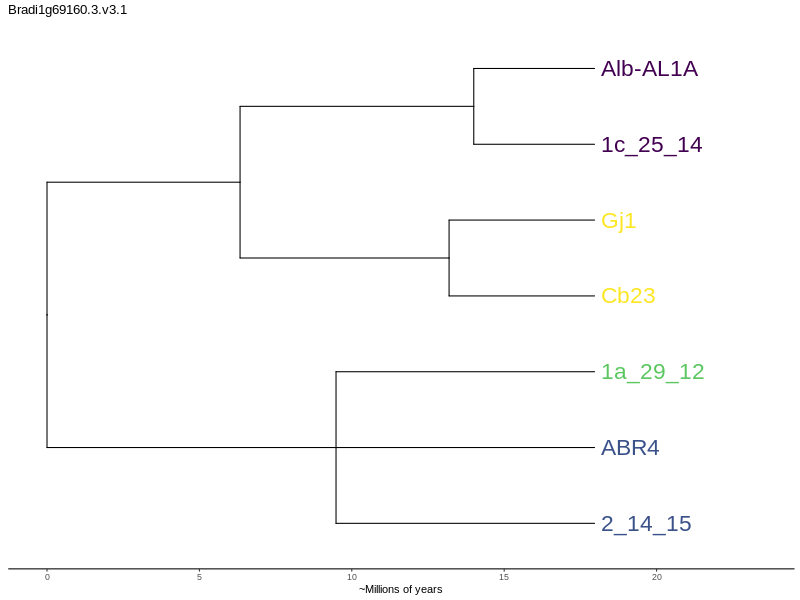 Bradi1g69160.3.v3.1
Alb-AL1A
1c_25_14
Gj1
Cb23
1a_29_12
ABR4
2_14_15
0 5 10 15 20
~Millions of years